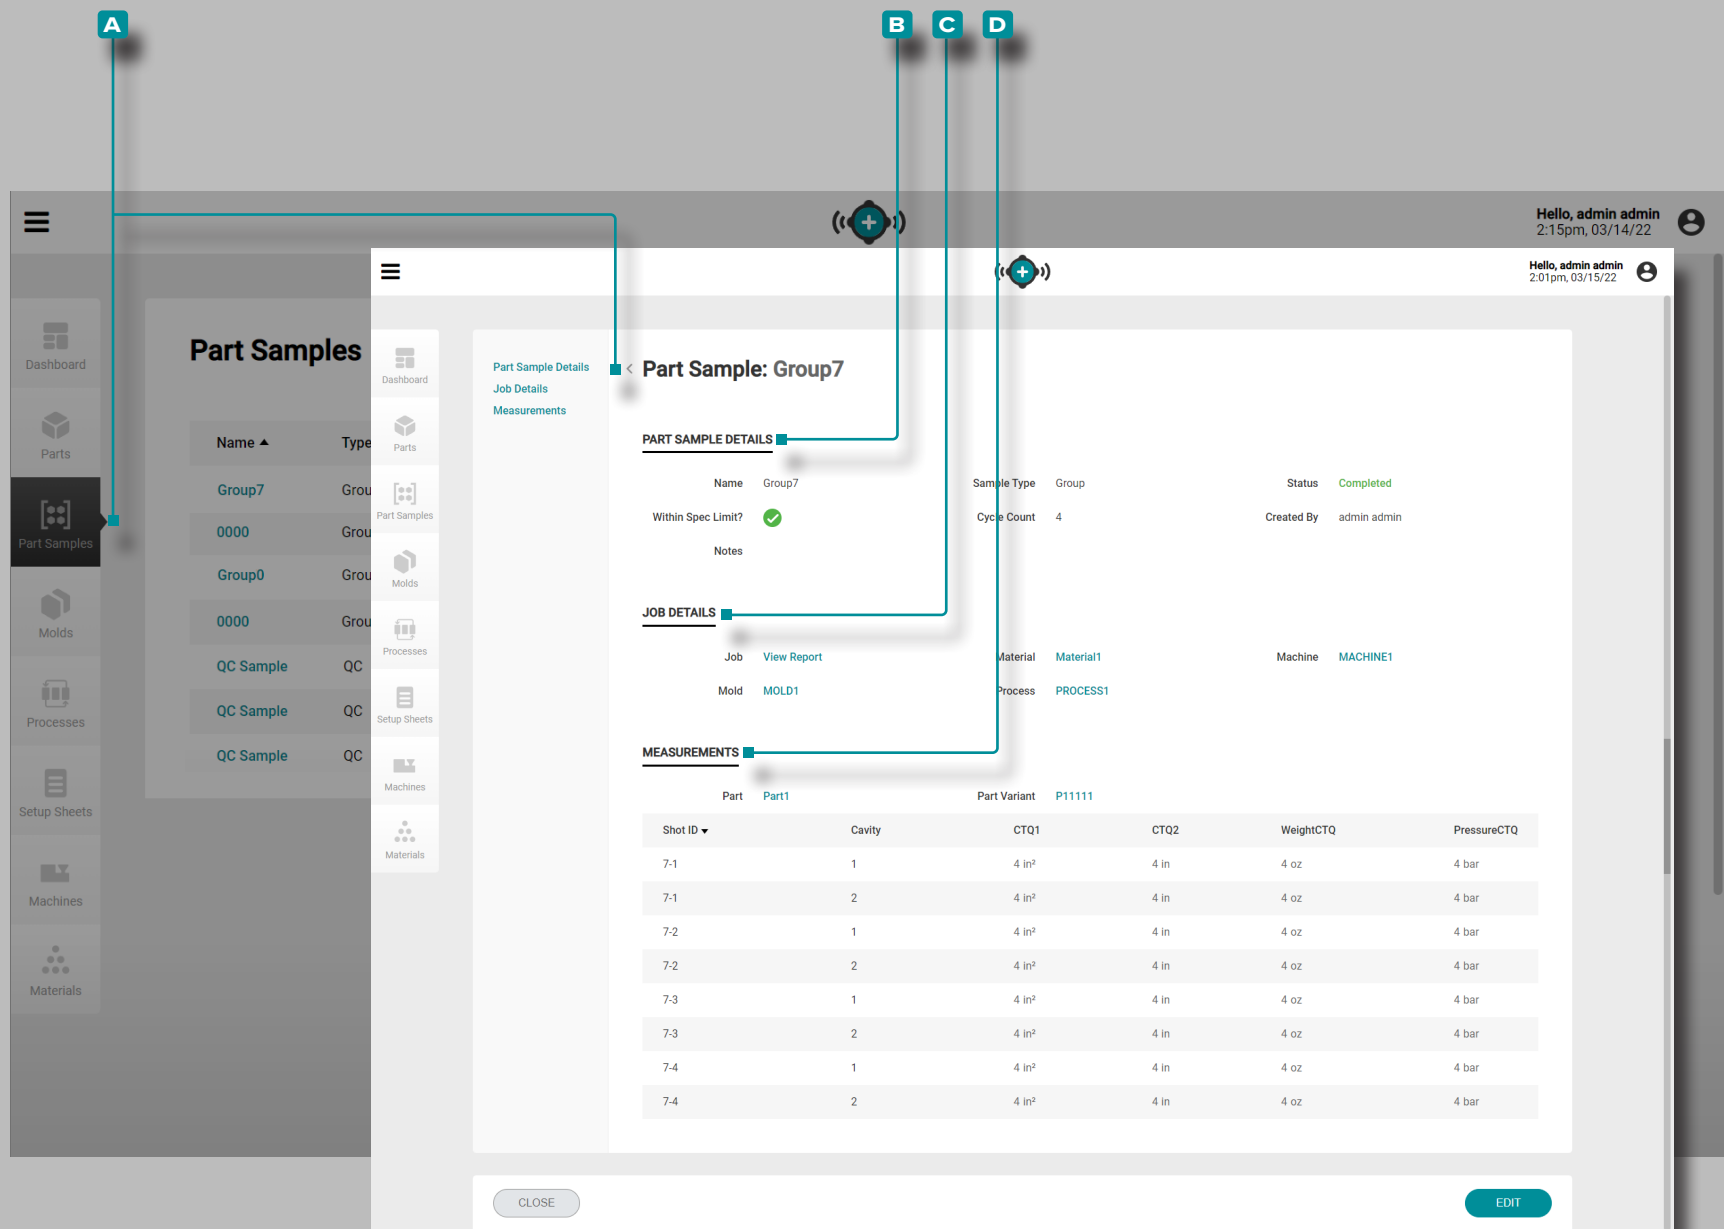 A B C D
Hello, admin admin
2:15pm, 03/14/22
Dashboard
Parts
Part Samples
Molds
Processes
Setup Sheets
Machines
Materials
Part Samples
Name Type
Group7 Grou
0000 Grou
Group0 Grou
0000 Grou
QC Sample QC
QC Sample QC
QC Sample QC
Hello, admin admin
2:01pm, 03/15/22
Dashboard
Parts
Part Samples
Molds
Processes
Setup Sheets
Machines
Materials
Part Sample Details
Job Details
Measurements
< Part Sample: Group7
PART SAMPLE DETAILS
Name Group7 Sample Type Group Status Completed
Within Spec Limit? Cycle Count 4 Created By admin admin
Notes
JOB DETAILS
Job View Report Material Material1 Machine MACHINE1
Mold MOLD1 Process PROCESS1
MEASUREMENTS
Part Part1 Part Variant P11111
Shot ID Cavity CTQ1 CTQ2 WeightCTQ PressureCTQ
7-1 1 4 in² 4 in 4 oz 4 bar
7-1 2 4 in² 4 in 4 oz 4 bar
7-2 1 4 in² 4 in 4 oz 4 bar
7-2 2 4 in² 4 in 4 oz 4 bar
7-3 1 4 in² 4 in 4 oz 4 bar
7-3 2 4 in² 4 in 4 oz 4 bar
7-4 1 4 in² 4 in 4 oz 4 bar
7-4 2 4 in² 4 in 4 oz 4 bar
CLOSE EDIT